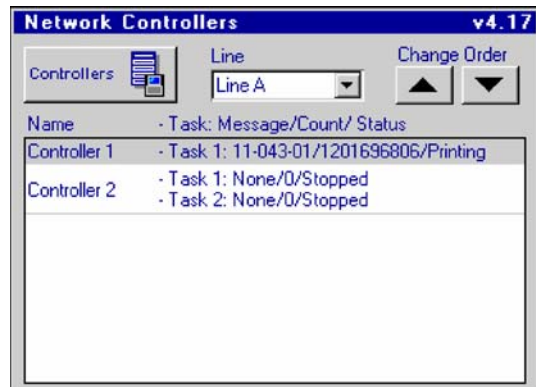 Network Controllers v4.17
Controllers
Line
Line A
Change Order
Name - Task: Message/Count/ Status
Controller 1 - Task 1: 11-043-01/1201696806/Printing
Controller 2 - Task 1: None/0/Stopped
- Task 2: None/0/Stopped